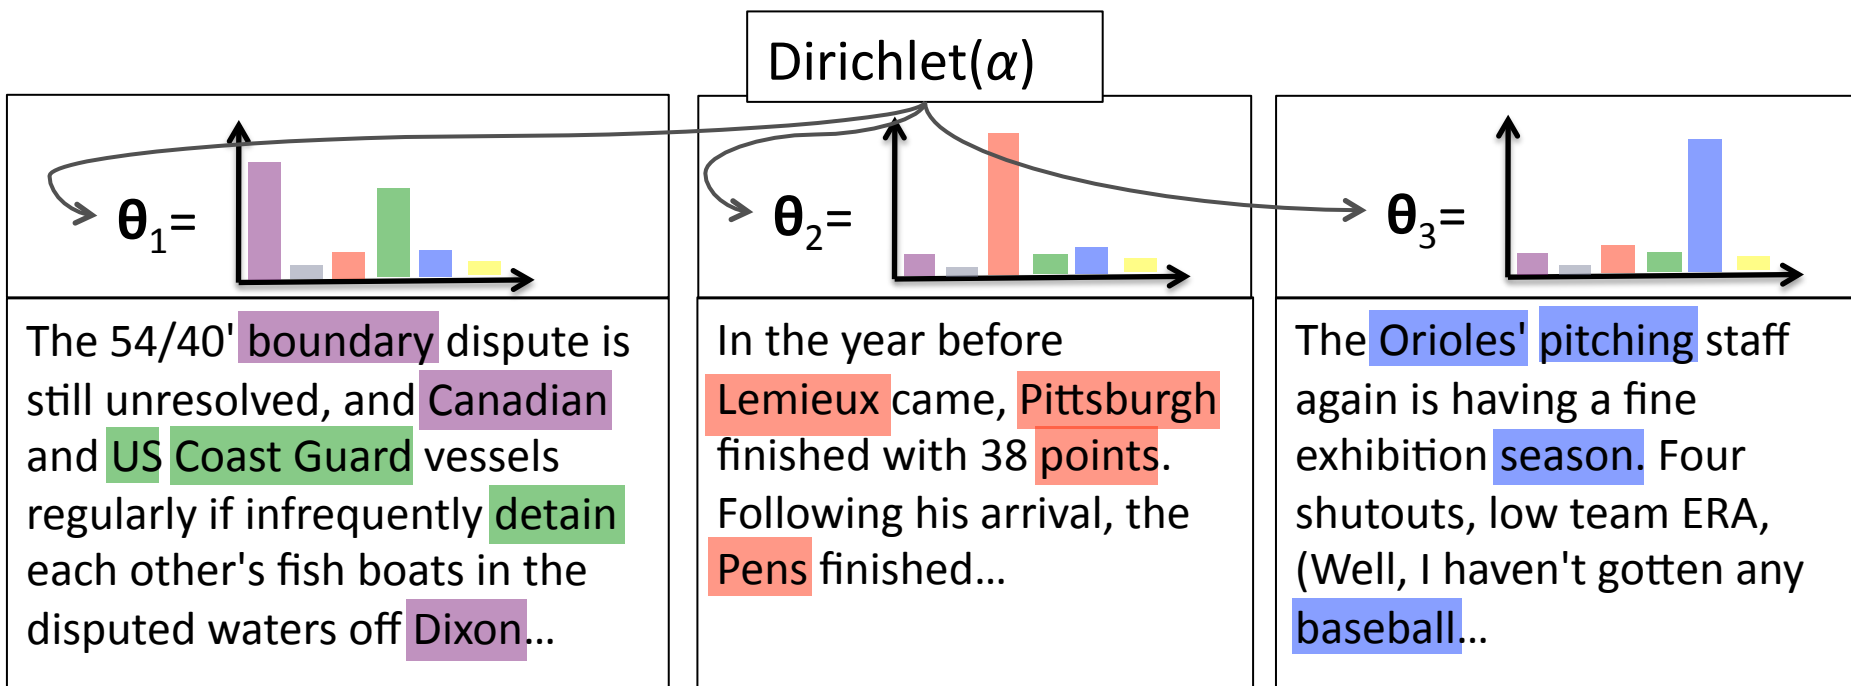 Dirichlet(α)
θ1=
θ2=
θ3=
The 54/40' boundary dispute is
still unresolved, and Canadian
and US Coast Guard vessels
regularly if infrequently detain
each other's fish boats in the
disputed waters off Dixon...
In the year before
Lemieux came, Pittsburgh
finished with 38 points.
Following his arrival, the
Pens finished...
The Orioles' pitching staff
again is having a fine
exhibition season. Four
shutouts, low team ERA,
(Well, I haven't gotten any
baseball...